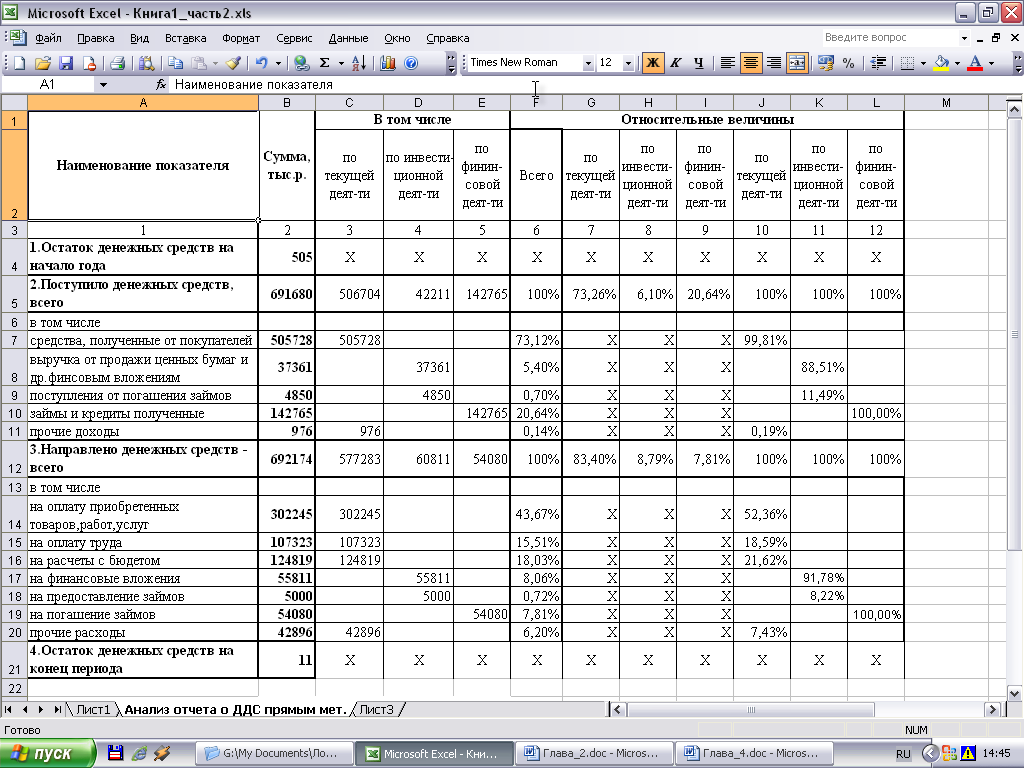 Microsoft Excel - Книга1_часть2.xls
Файл Правка Вид Вставка Формат Сервис Данные Окно Справка Введите вопрос
Times New Roman 12 Ж К Ч
A1 fx Наименование показателя
A B C D E F G H I J K L M
1 Наименование показателя Сумма, тыс.р. В том числе Относительные величины
2 по текущей деят-ти по инвести-ционной деят-ти по финин-совой деят-ти Всего по текущей деят-ти по инвести-ционной деят-ти по финин-совой деят-ти по текущей деят-ти по инвести-ционной деят-ти по финин-совой деят-ти
3 1 2 3 4 5 6 7 8 9 10 11 12
4 1.Остаток денежных средств на начало года 505 X X X X X X X X X X
5 2.Поступило денежных средств, всего 691680 506704 42211 142765 100% 73,26% 6,10% 20,64% 100% 100% 100%
6 в том числе
7 средства, полученные от покупателей 505728 505728 73,12% X X X 99,81%
8 выручка от продажи ценных бумаг и др.финсовым вложениям 37361 37361 5,40% X X X 88,51%
9 поступления от погашения займов 4850 4850 0,70% X X X 11,49%
10 займы и кредиты полученные 142765 142765 20,64% X X X 100,00%
11 прочие доходы 976 976 0,14% X X X 0,19%
12 3.Направлено денежных средств - всего 692174 577283 60811 54080 100% 83,40% 8,79% 7,81% 100% 100% 100%
13 в том числе
14 на оплату приобретенных товаров,работ,услуг 302245 302245 43,67% X X X 52,36%
15 на оплату труда 107323 107323 15,51% X X X 18,59%
16 на расчеты с бюдетом 124819 124819 18,03% X X X 21,62%
17 на финансовые вложения 55811 55811 8,06% X X X 91,78%
18 на предоставление займов 5000 5000 0,72% X X X 8,22%
19 на погашение займов 54080 54080 7,81% X X X 100,00%
20 прочие расходы 42896 42896 6,20% X X X 7,43%
21 4.Остаток денежных средств на конец периода 11 X X X X X X X X X X
22
Лист1 Анализ отчета о ДДС прямым мет. Лист3
Готово NUM
пуск G:\My Documents\Ло... Microsoft Excel - Кни... Глава_2.doc - Micros... Глава_4.doc - Micros... RU 14:45